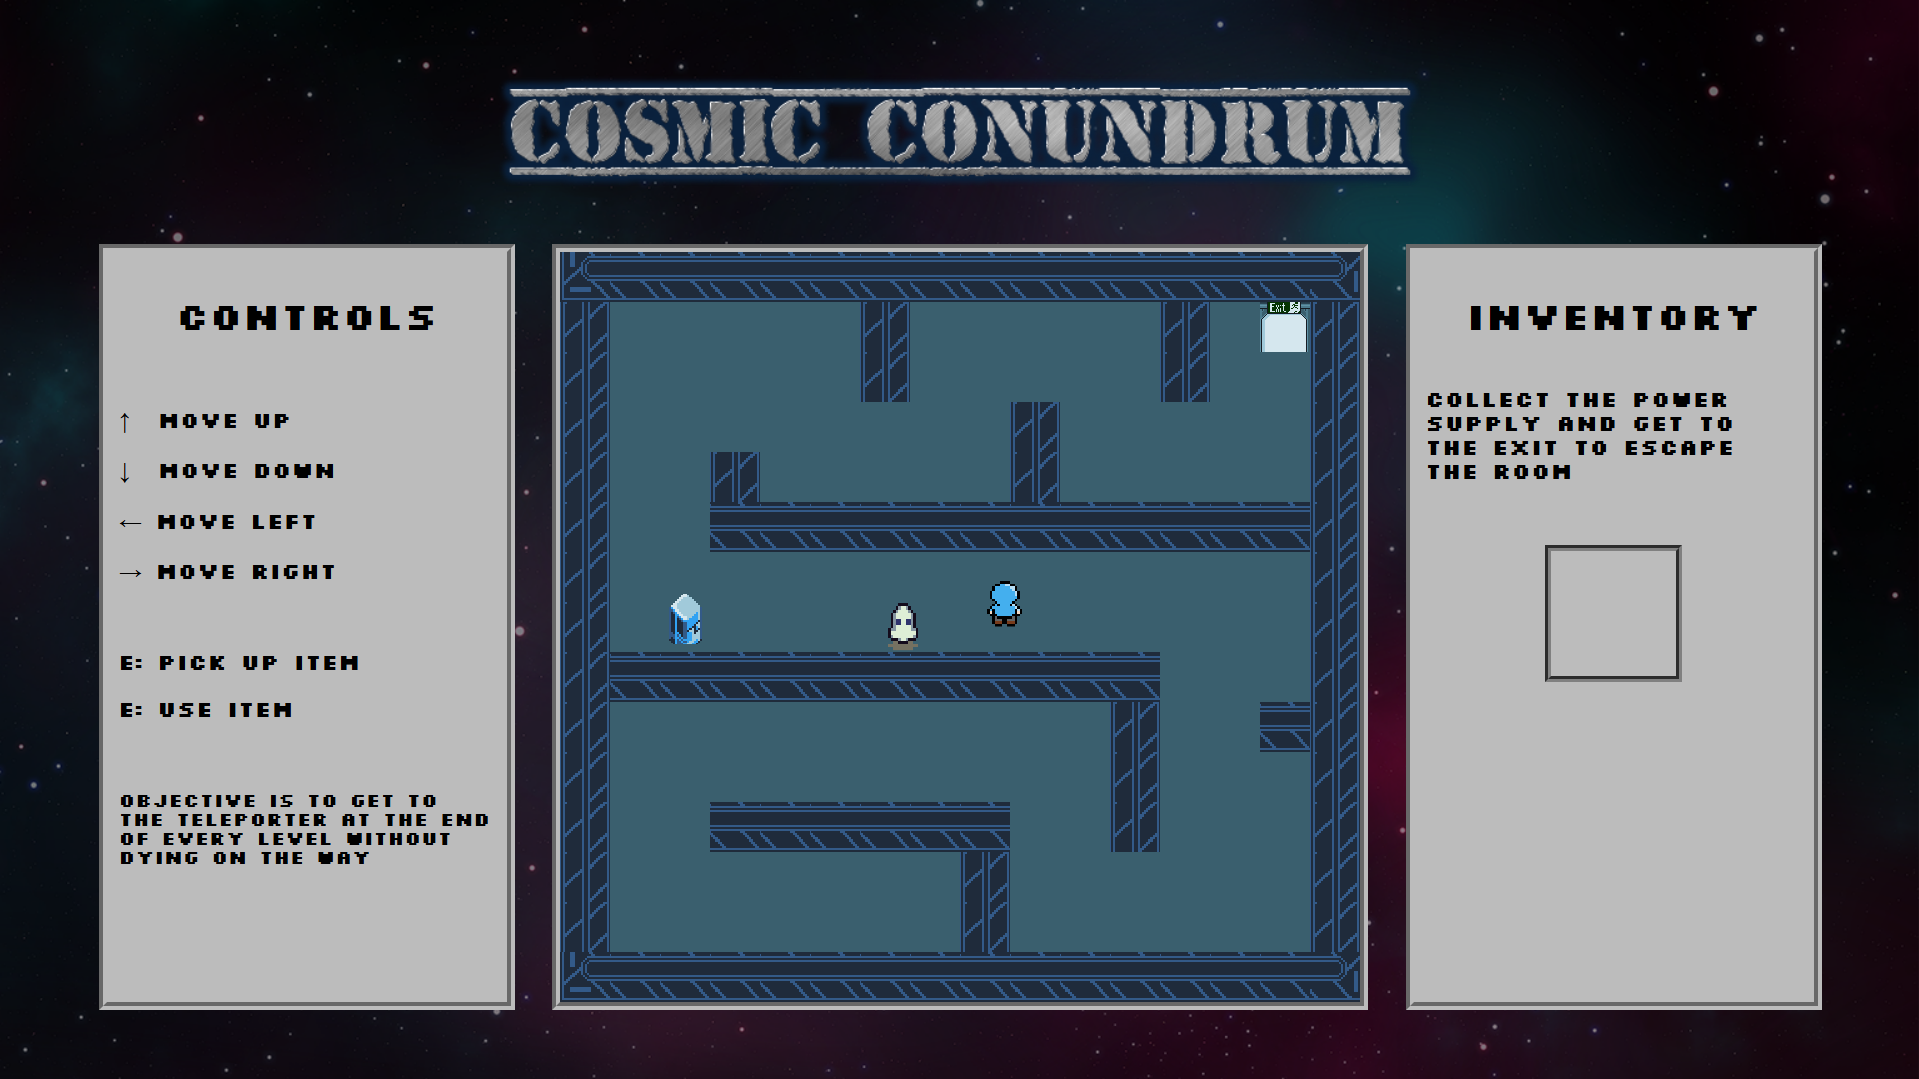 COSMIC CONUNDRUM
CONTROLS
↑ MOVE UP
↓ MOVE DOWN
← MOVE LEFT
→ MOVE RIGHT
E: PICK UP ITEM
E: USE ITEM
OBJECTIVE IS TO GET TO
THE TELEPORTER AT THE END
OF EVERY LEVEL WITHOUT
DYING ON THE WAY
Exit
INVENTORY
COLLECT THE POWER
SUPPLY AND GET TO
THE EXIT TO ESCAPE
THE ROOM